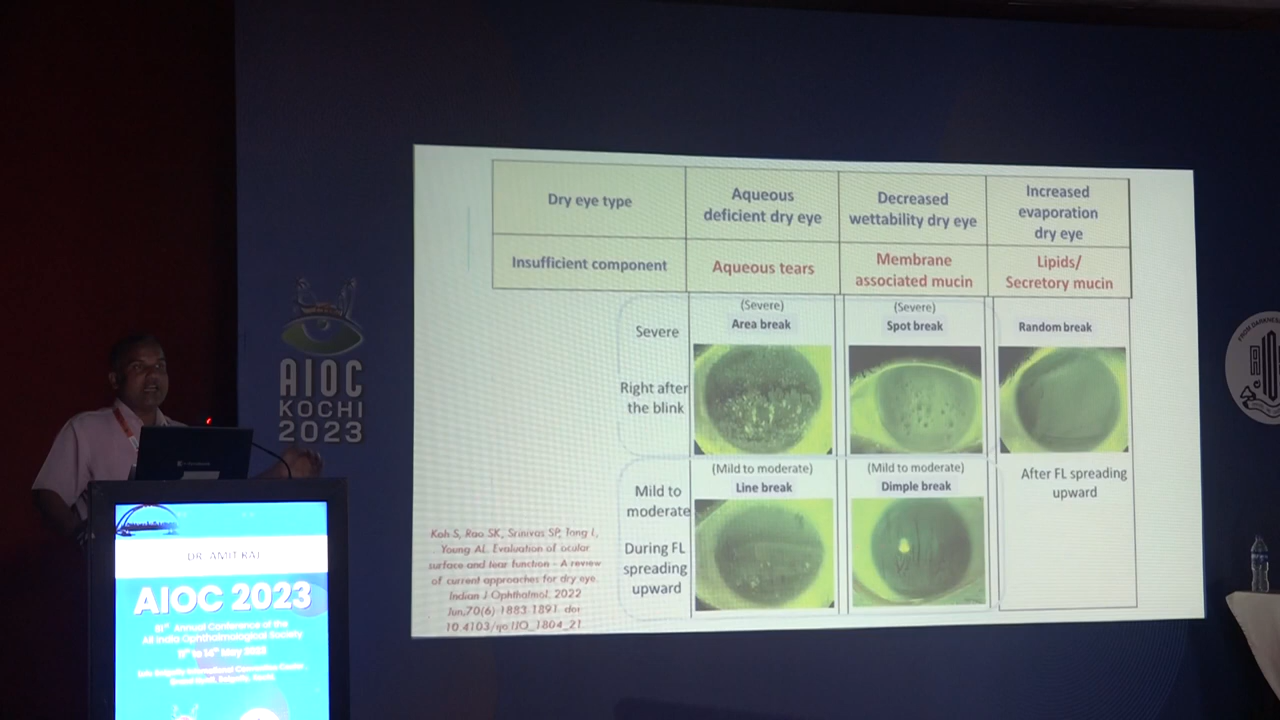 Dry eye type
Aqueous
deficient dry eye
Decreased
wettability dry eye
Increased
evaporation
dry eye
Insufficient component
Aqueous tears
Membrane
associated mucin
Lipids/
Secretory mucin
Severe
Right after
the blink
(Severe)
Area break
(Severe)
Spot break
Random break
Mild to
moderate
During FL
spreading
upward
(Mild to moderate)
Line break
(Mild to moderate)
Dimple break
After FL spreading
upward
Koh S, Rao SK, Srinivas SP, Tong L,
Young AL. Evaluation of ocular
surface and tear function - A review
of current approaches for dry eye.
Indian J Ophthalmol. 2022
Jun;70(6):1883-1891. doi:
10.4103/ijo.IJO_1804_21
AIOC
KOCHI
2023
DR. AMIT RAJ
AIOC 2023
81st Annual Conference of the
All India Ophthalmological Society
11th to 14th May 2023
FROM DARKNESS